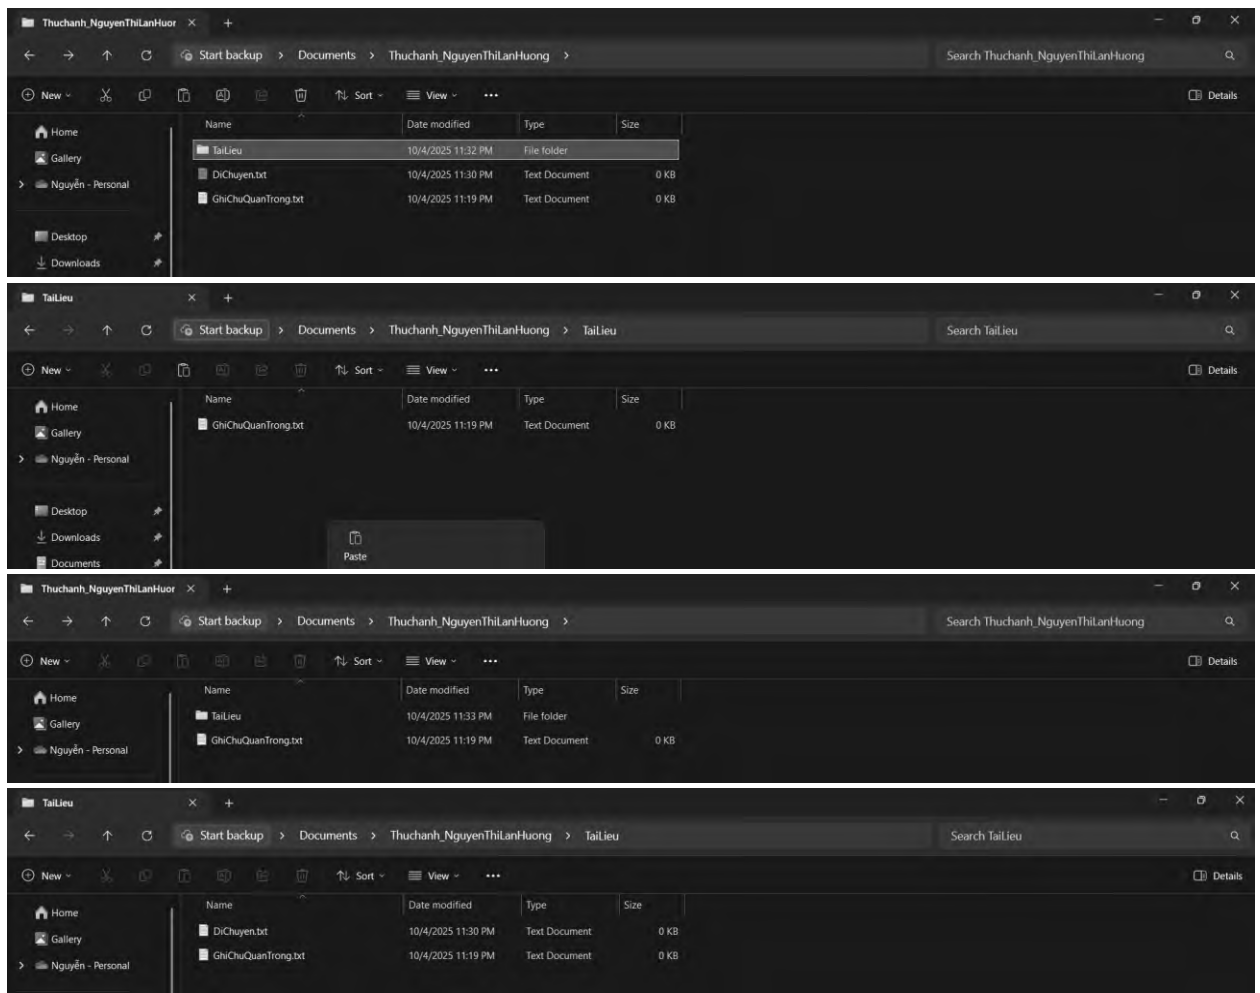 Thuchanh_NguyenThiLanHuor
Start backup > Documents > Thuchanh_NguyenThiLanHuong > Search Thuchanh_NguyenThiLanHuong
New Sort View ... Details
Name Date modified Type Size
Home
TaiLieu 10/4/2025 11:32 PM File folder
Gallery
DiChuyen.txt 10/4/2025 11:30 PM Text Document 0 KB
Nguyễn - Personal
GhiChuQuanTrong.txt 10/4/2025 11:19 PM Text Document 0 KB
Desktop
Downloads
TaiLieu
Start backup > Documents > Thuchanh_NguyenThiLanHuong > TaiLieu Search TaiLieu
New Sort View ... Details
Name Date modified Type Size
Home
GhiChuQuanTrong.txt 10/4/2025 11:19 PM Text Document 0 KB
Gallery
Nguyễn - Personal
Desktop
Downloads
Documents
Paste
Thuchanh_NguyenThiLanHuor
Start backup > Documents > Thuchanh_NguyenThiLanHuong > Search Thuchanh_NguyenThiLanHuong
New Sort View ... Details
Name Date modified Type Size
Home
TaiLieu 10/4/2025 11:33 PM File folder
Gallery
GhiChuQuanTrong.txt 10/4/2025 11:19 PM Text Document 0 KB
Nguyễn - Personal
TaiLieu
Start backup > Documents > Thuchanh_NguyenThiLanHuong > TaiLieu Search TaiLieu
New Sort View ... Details
Name Date modified Type Size
Home
DiChuyen.txt 10/4/2025 11:30 PM Text Document 0 KB
Gallery
GhiChuQuanTrong.txt 10/4/2025 11:19 PM Text Document 0 KB
Nguyễn - Personal